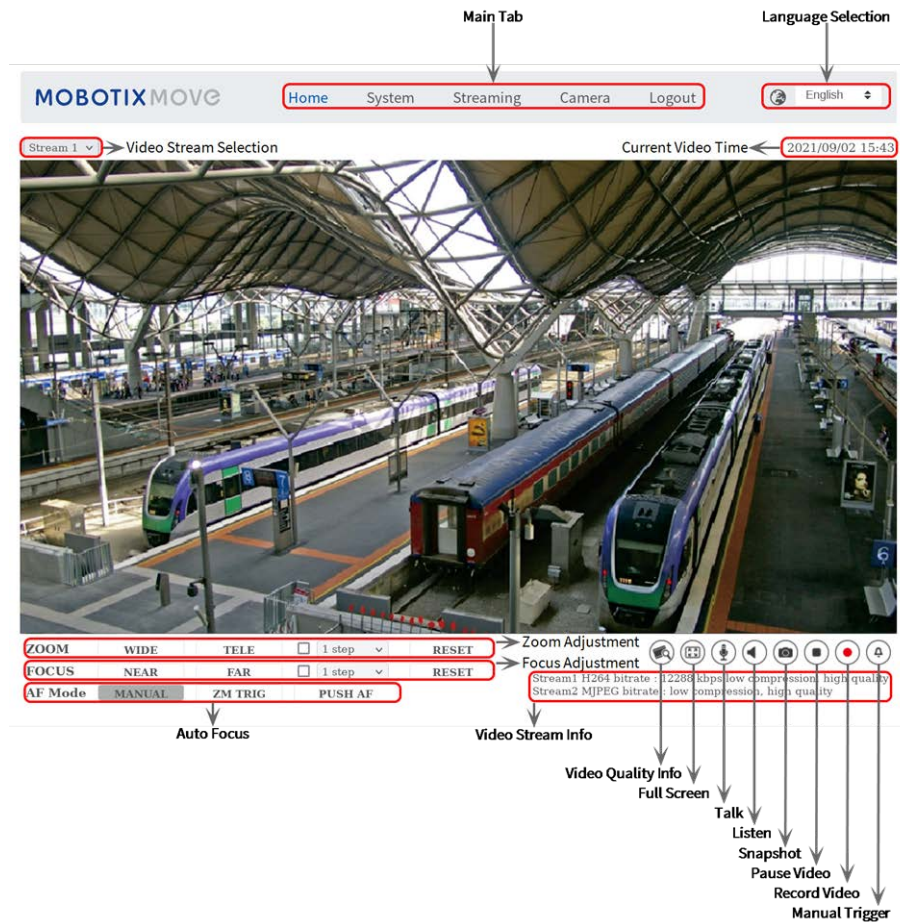 Main Tab
Language Selection
MOBOTIX MOVE
Home System Streaming Camera Logout
English
Stream 1
Video Stream Selection
Current Video Time
2021/09/02 15:43
8 7
6
ZOOM WIDE TELE 1 step RESET
Zoom Adjustment
FOCUS NEAR FAR 1 step RESET
Focus Adjustment
AF Mode MANUAL ZM TRIG PUSH AF
Stream1 H264 bitrate : 12288 kbps low compression, high quality
Stream2 MJPEG bitrate : low compression, high quality
Auto Focus
Video Stream Info
Video Quality Info
Full Screen
Talk
Listen
Snapshot
Pause Video
Record Video
Manual Trigger